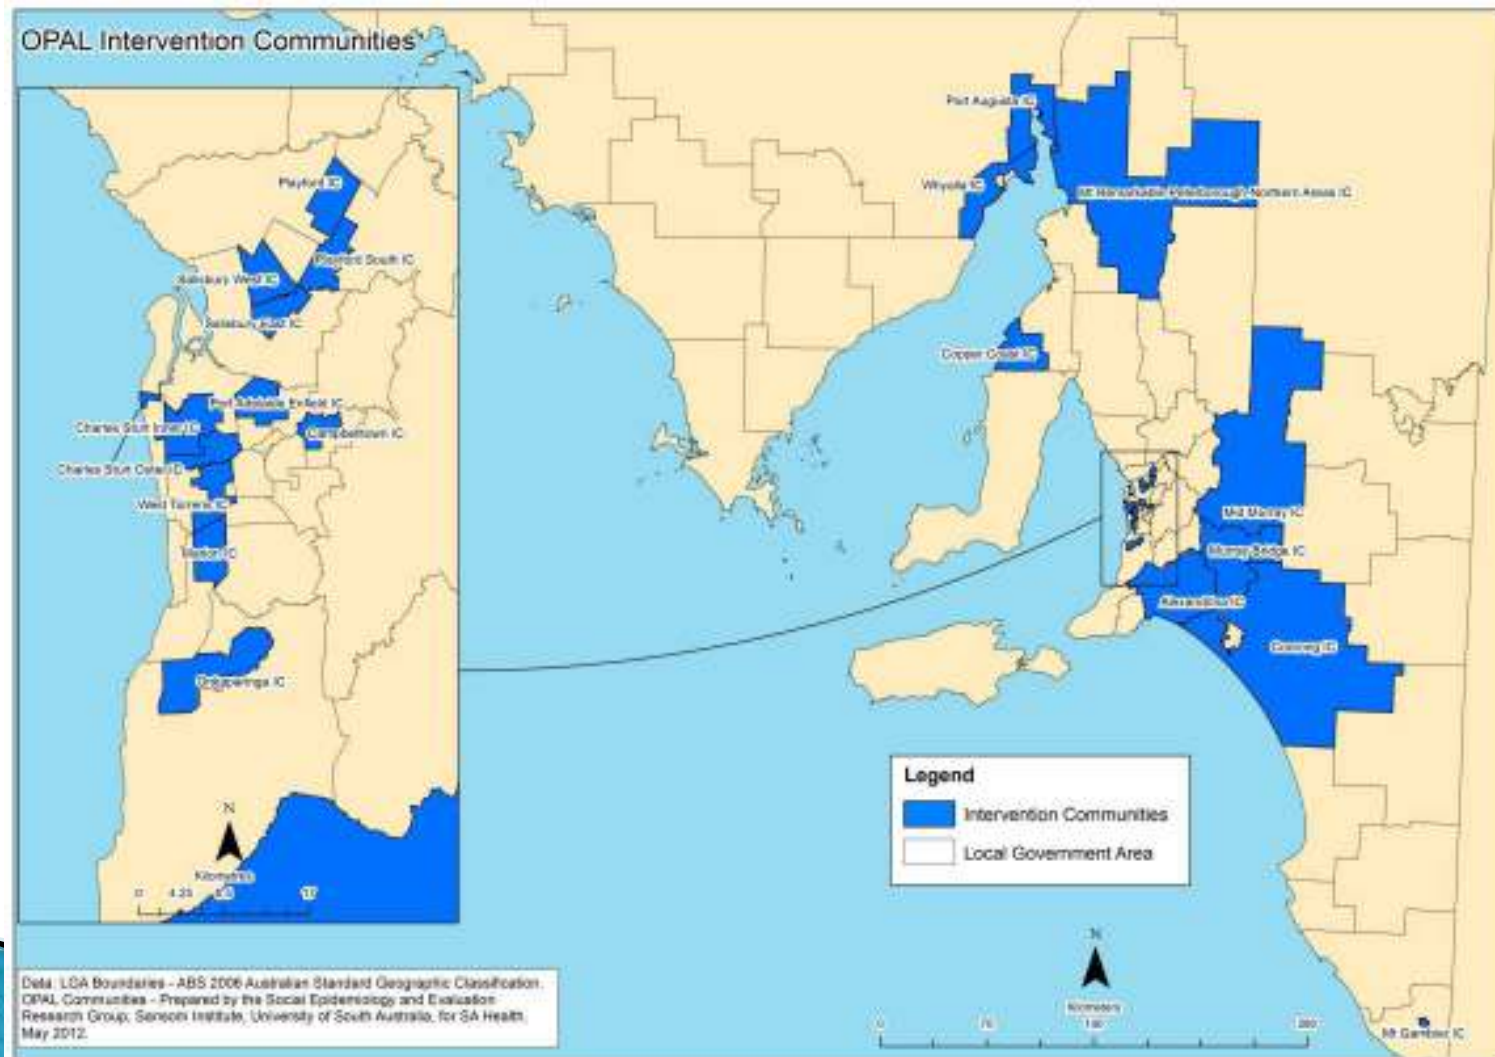 OPAL Intervention Communities
Port Augusta IC
Playford IC
Whyalla IC
Mt Remarkable Peterborough Northern Areas IC
Playford South IC
Salisbury West IC
Salisbury East IC
Copper Coast IC
Port Adelaide Enfield IC
Charles Sturt Inner IC
Campbelltown IC
Charles Sturt Outer IC
West Torrens IC
Mid Murray IC
Marion IC
Murray Bridge IC
Alexandrina IC
Coorong IC
Onkaparinga IC
Legend
Intervention Communities
Local Government Area
N
Kilometres
0 4.25 8.5 17
N
Kilometers
0 75 150
Mt Gambier IC
Data: LGA Boundaries - ABS 2006 Australian Standard Geographic Classification.
OPAL Communities - Prepared by the Social Epidemiology and Evaluation
Research Group, Sansom Institute, University of South Australia, for SA Health,
May 2012.